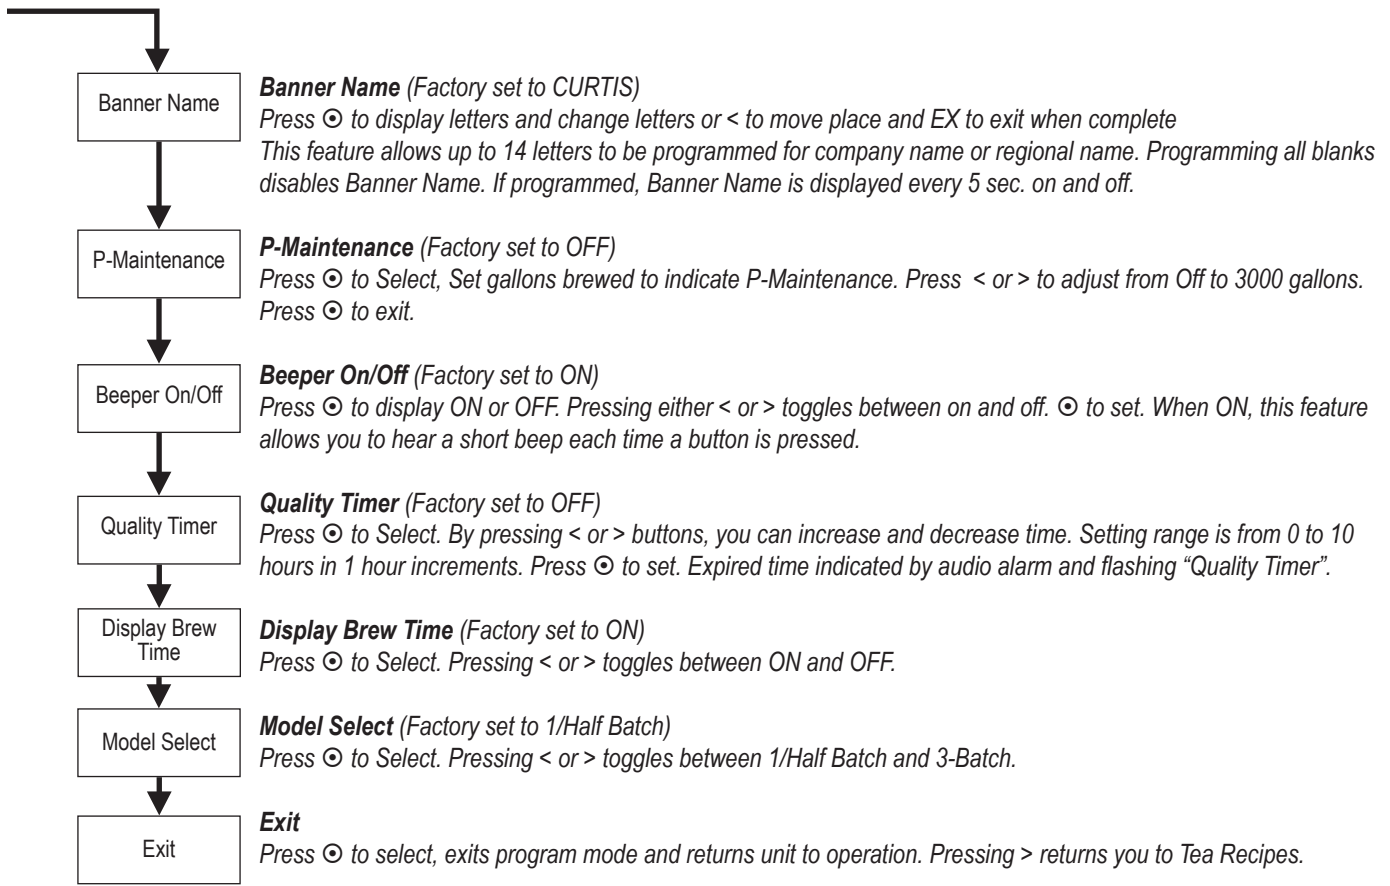 Banner Name
Banner Name (Factory set to CURTIS)
Press ⊙ to display letters and change letters or < to move place and EX to exit when complete
This feature allows up to 14 letters to be programmed for company name or regional name. Programming all blanks
disables Banner Name. If programmed, Banner Name is displayed every 5 sec. on and off.
P-Maintenance
P-Maintenance (Factory set to OFF)
Press ⊙ to Select, Set gallons brewed to indicate P-Maintenance. Press < or > to adjust from Off to 3000 gallons.
Press ⊙ to exit.
Beeper On/Off
Beeper On/Off (Factory set to ON)
Press ⊙ to display ON or OFF. Pressing either < or > toggles between on and off. ⊙ to set. When ON, this feature
allows you to hear a short beep each time a button is pressed.
Quality Timer
Quality Timer (Factory set to OFF)
Press ⊙ to Select. By pressing < or > buttons, you can increase and decrease time. Setting range is from 0 to 10
hours in 1 hour increments. Press ⊙ to set. Expired time indicated by audio alarm and flashing “Quality Timer”.
Display Brew
Time
Display Brew Time (Factory set to ON)
Press ⊙ to Select. Pressing < or > toggles between ON and OFF.
Model Select
Model Select (Factory set to 1/Half Batch)
Press ⊙ to Select. Pressing < or > toggles between 1/Half Batch and 3-Batch.
Exit
Exit
Press ⊙ to select, exits program mode and returns unit to operation. Pressing > returns you to Tea Recipes.